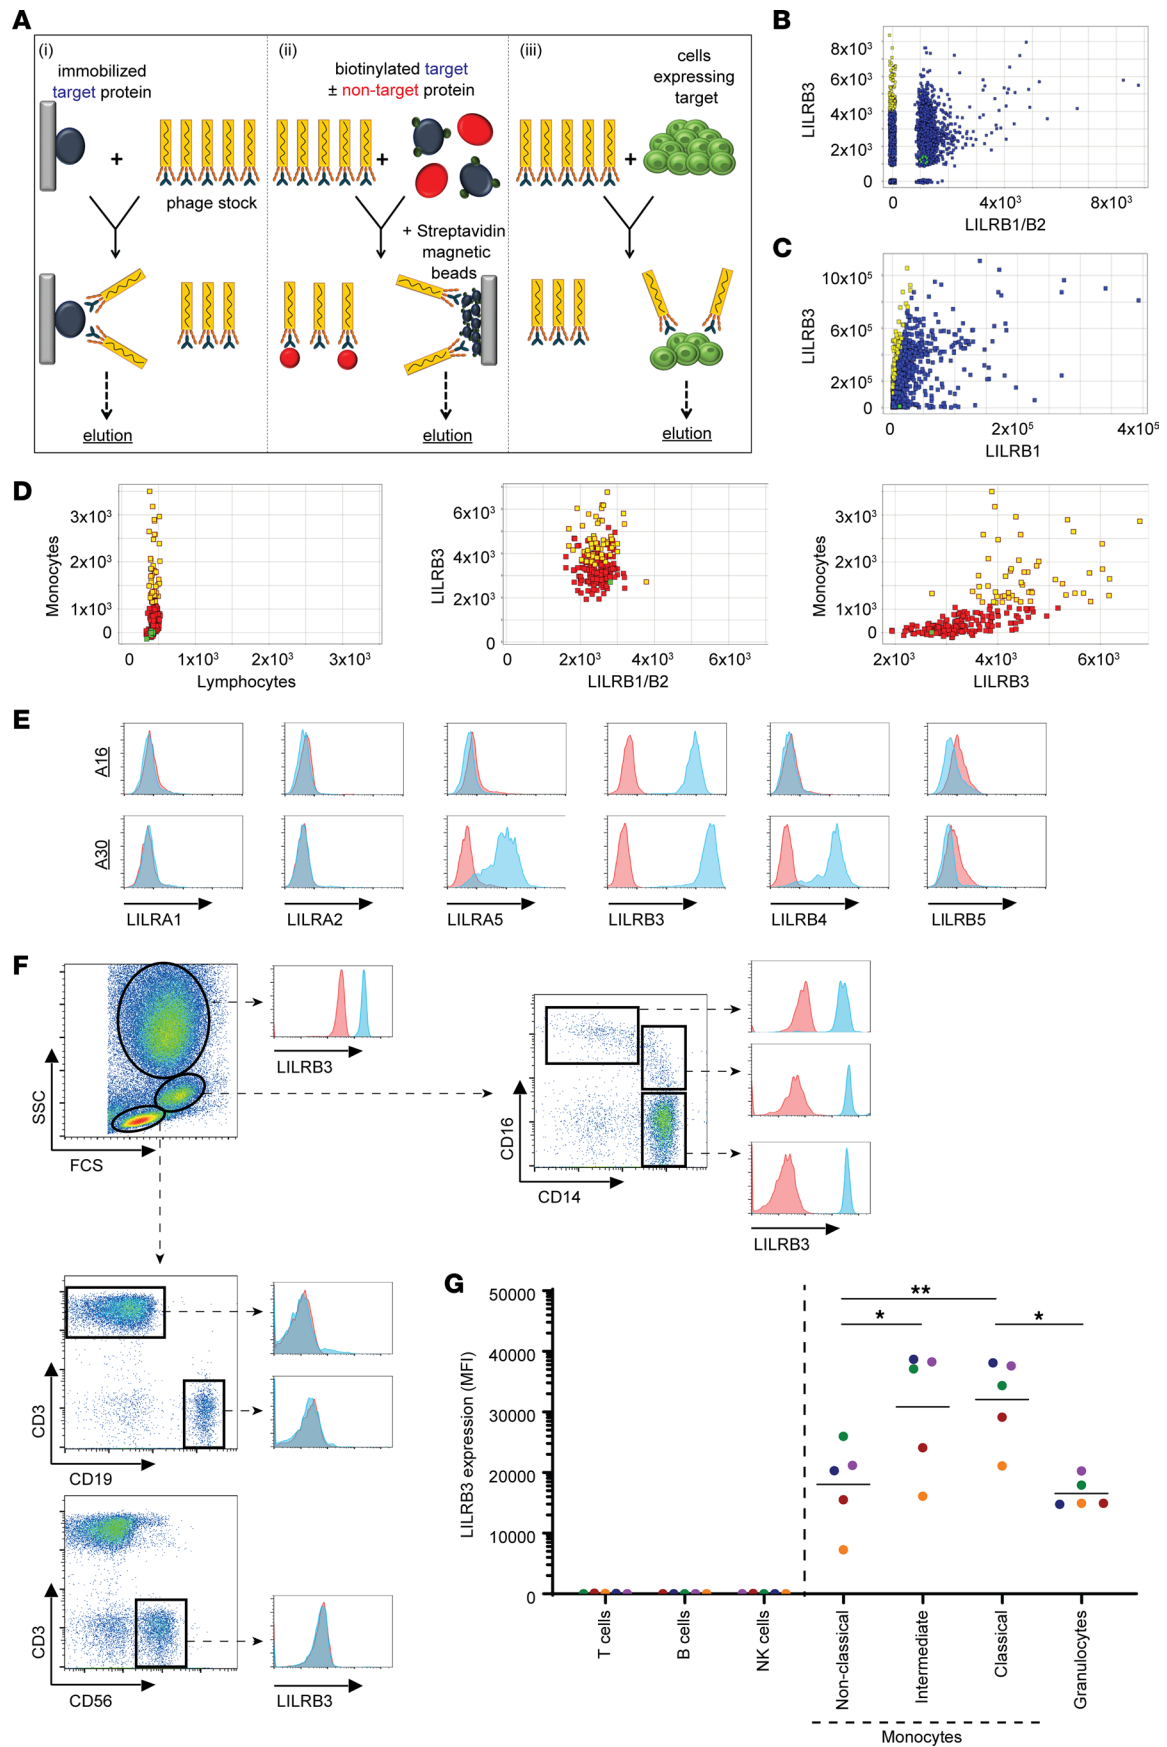 A
(i)
immobilized
target protein
+
phage stock
elution
(ii)
biotinylated target
± non-target protein
+
+ Streptavidin
magnetic
beads
elution
(iii)
cells
expressing
target
+
elution
B
LILRB3
8x10³
6x10³
4x10³
2x10³
0
0
4x10³
8x10³
LILRB1/B2
C
LILRB3
10x10⁵
6x10⁵
2x10⁵
0
0
2x10⁵
4x10⁵
LILRB1
D
Monocytes
3x10³
2x10³
1x10³
0
0
1x10³
2x10³
3x10³
Lymphocytes
LILRB3
6x10³
4x10³
2x10³
0
0
2x10³
4x10³
6x10³
LILRB1/B2
Monocytes
3x10³
2x10³
1x10³
0
2x10³
4x10³
6x10³
LILRB3
E
A16
A30
LILRA1
LILRA2
LILRA5
LILRB3
LILRB4
LILRB5
F
SSC
FCS
LILRB3
CD16
CD14
LILRB3
CD3
CD19
CD3
CD56
LILRB3
G
LILRB3 expression (MFI)
50000
40000
30000
20000
10000
0
**
*
*
T cells
B cells
NK cells
Non-classical
Intermediate
Classical
Granulocytes
Monocytes